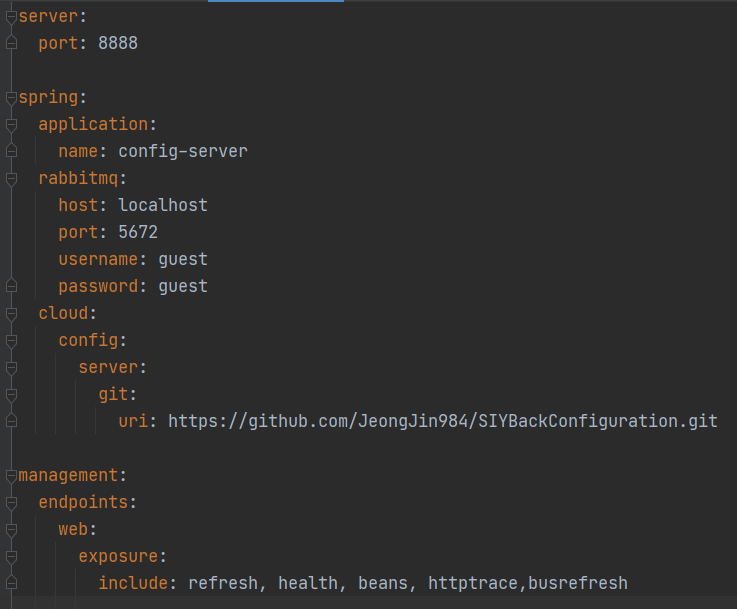 server:
  port: 8888
spring:
  application:
    name: config-server
  rabbitmq:
    host: localhost
    port: 5672
    username: guest
    password: guest
  cloud:
    config:
      server:
        git:
          uri: https://github.com/JeongJin984/SIYBackConfiguration.git
management:
  endpoints:
    web:
      exposure:
        include: refresh, health, beans, httptrace,busrefresh